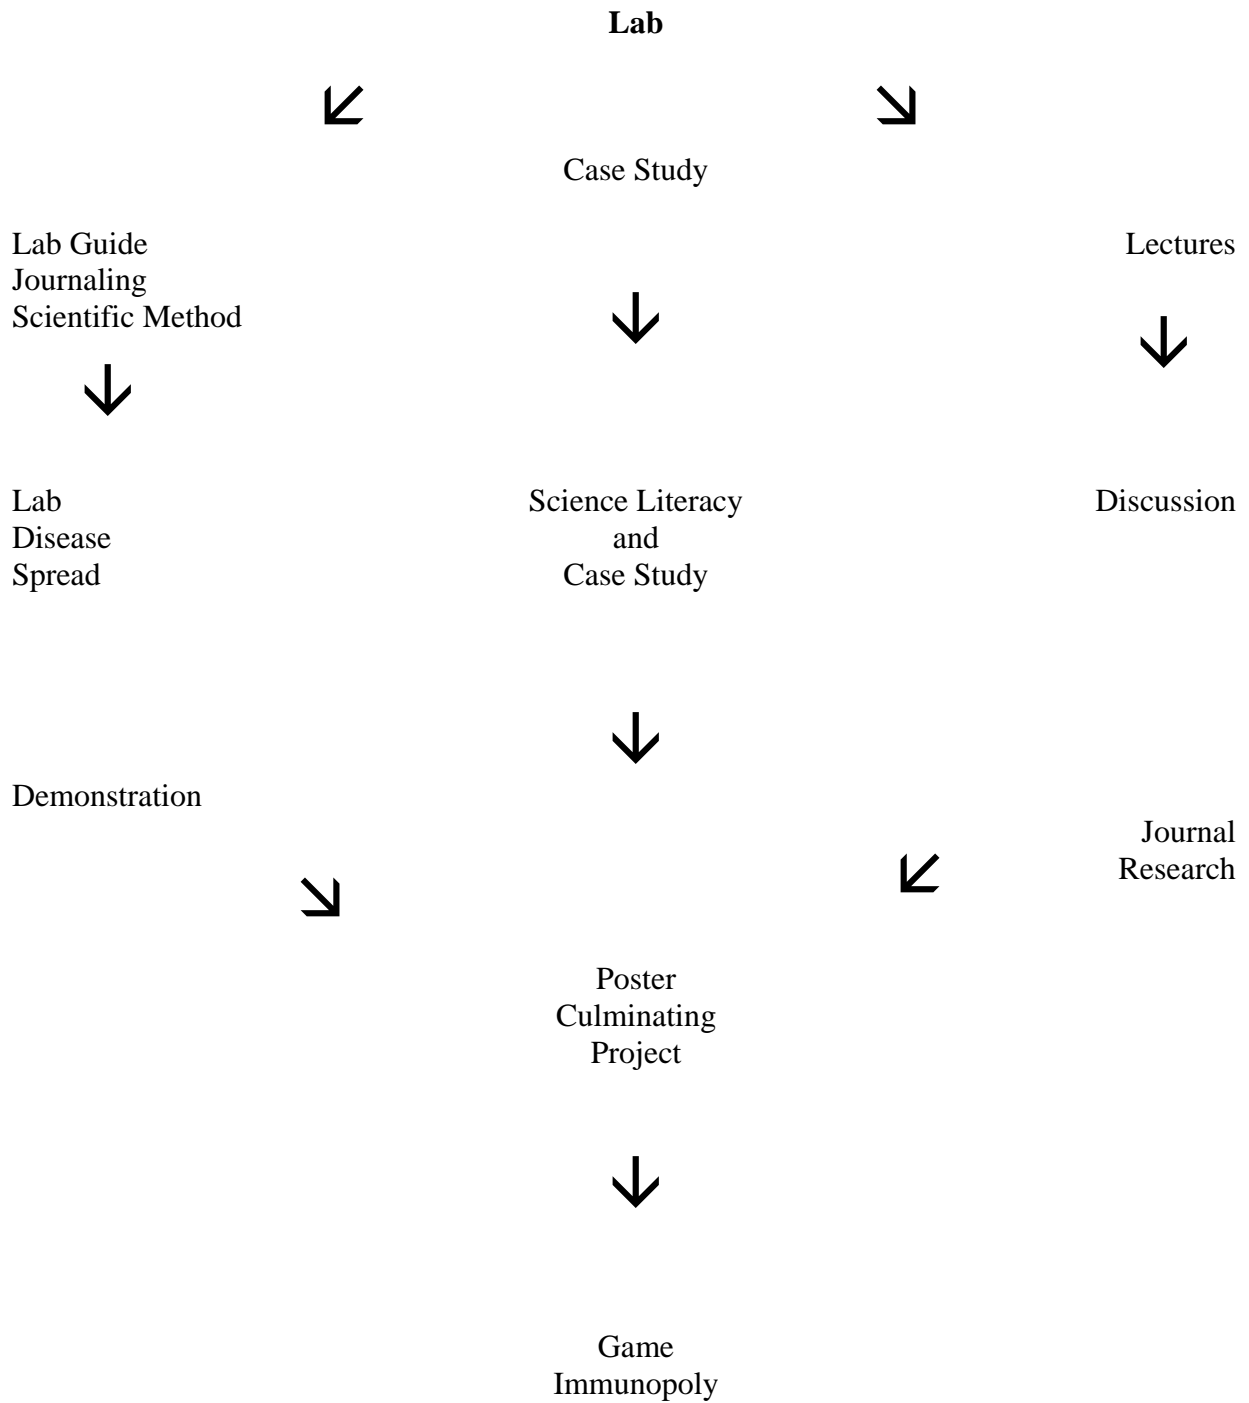 Lab
Case Study
Lab Guide
Journaling
Scientific Method
Lectures
Lab
Disease
Spread
Science Literacy
and
Case Study
Discussion
Demonstration
Journal
Research
Poster
Culminating
Project
Game
Immunopoly